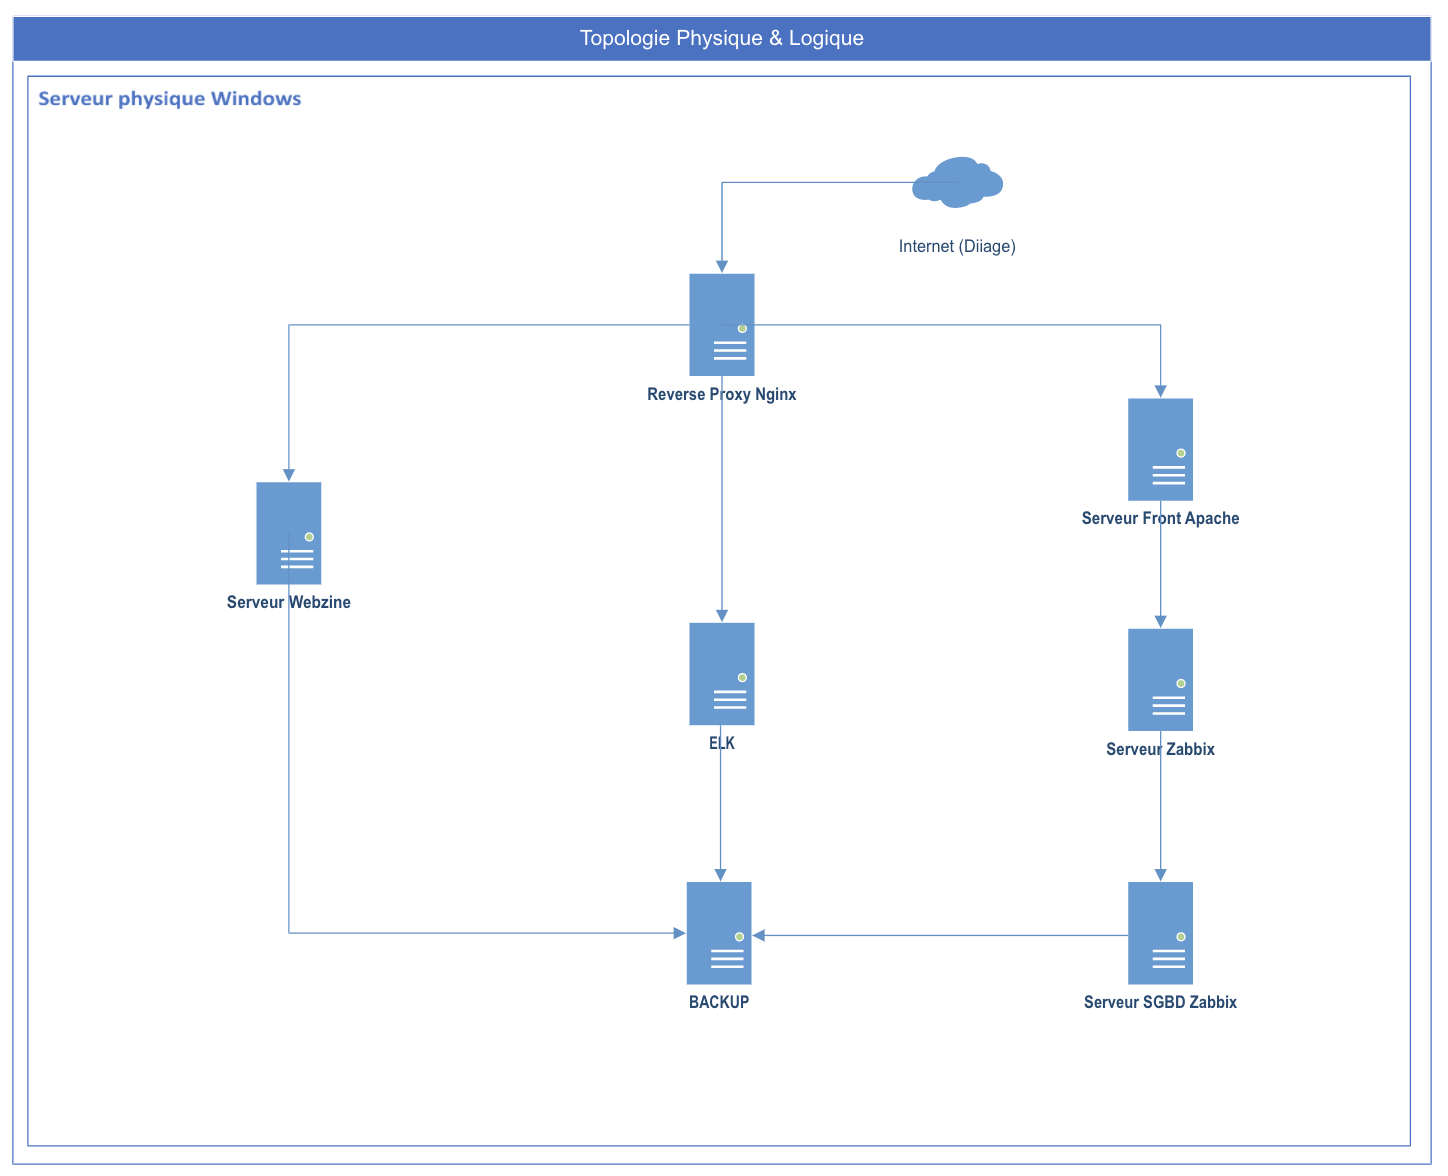 Topologie Physique & Logique
Serveur physique Windows
Internet (Diiage)
Reverse Proxy Nginx
Serveur Front Apache
Serveur Webzine
ELK
Serveur Zabbix
BACKUP
Serveur SGBD Zabbix